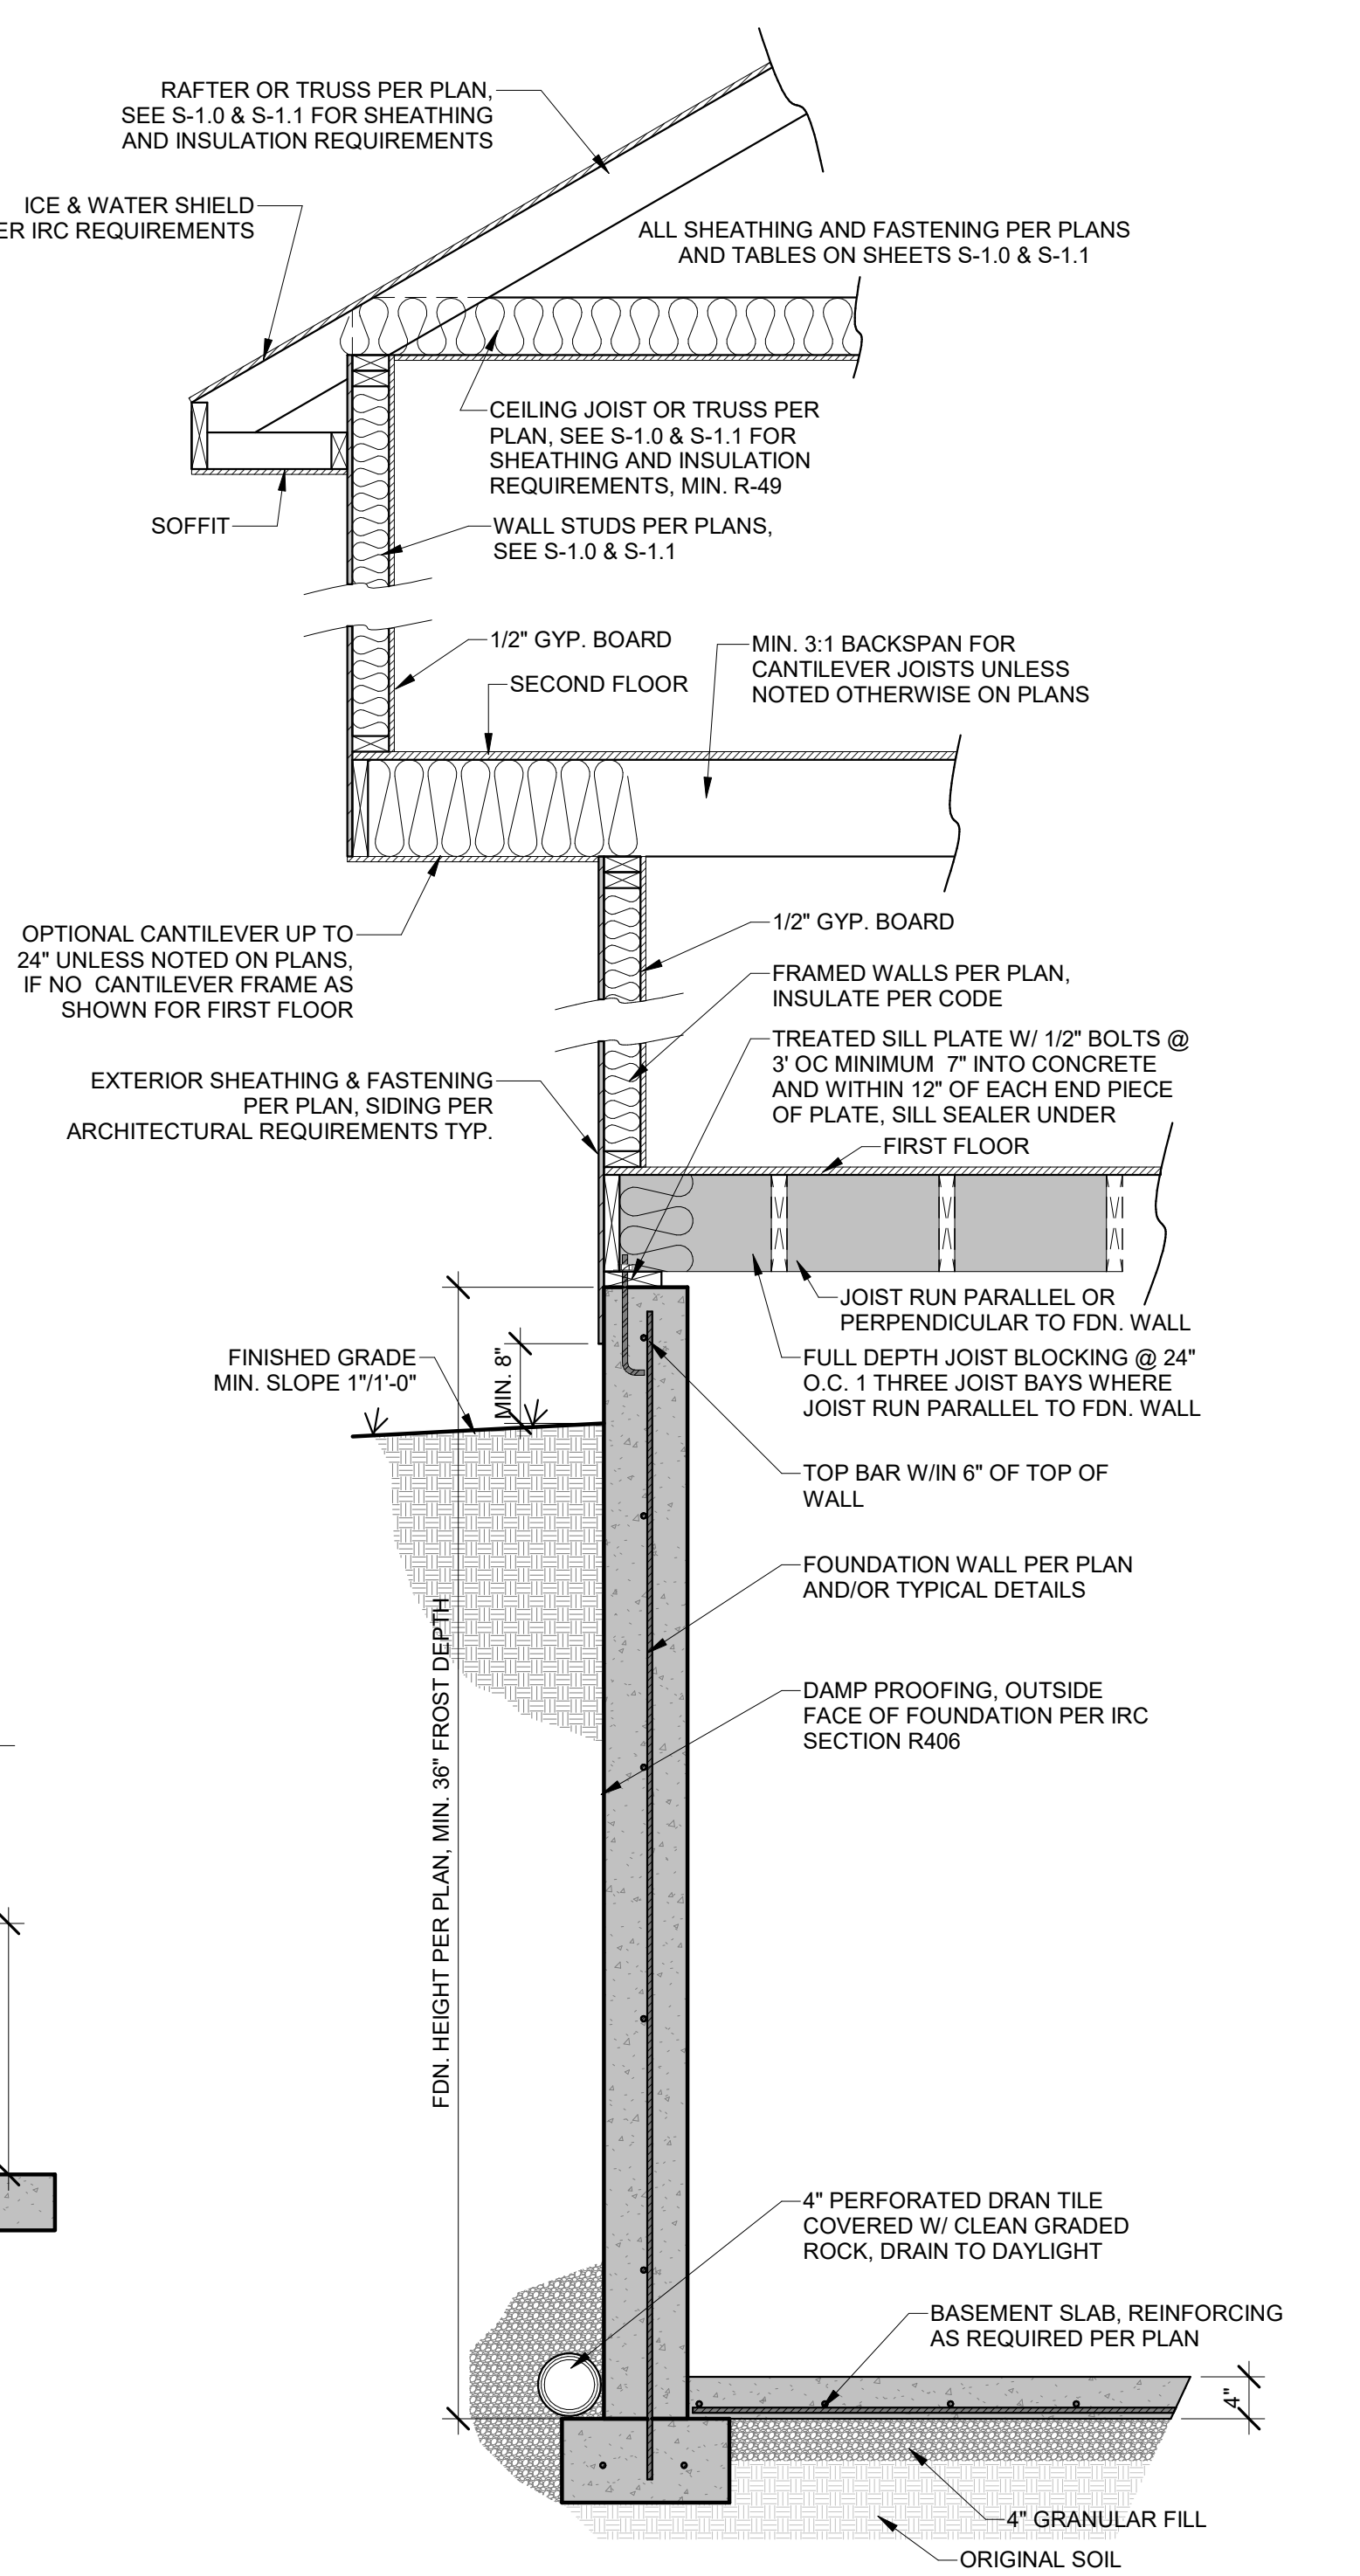 RAFTER OR TRUSS PER PLAN,
SEE S-1.0 & S-1.1 FOR SHEATHING
AND INSULATION REQUIREMENTS
ICE & WATER SHIELD
ER IRC REQUIREMENTS
ALL SHEATHING AND FASTENING PER PLANS
AND TABLES ON SHEETS S-1.0 & S-1.1
CEILING JOIST OR TRUSS PER
PLAN, SEE S-1.0 & S-1.1 FOR
SHEATHING AND INSULATION
REQUIREMENTS, MIN. R-49
SOFFIT
WALL STUDS PER PLANS,
SEE S-1.0 & S-1.1
1/2" GYP. BOARD
SECOND FLOOR
MIN. 3:1 BACKSPAN FOR
CANTILEVER JOISTS UNLESS
NOTED OTHERWISE ON PLANS
OPTIONAL CANTILEVER UP TO
24" UNLESS NOTED ON PLANS,
IF NO CANTILEVER FRAME AS
SHOWN FOR FIRST FLOOR
1/2" GYP. BOARD
FRAMED WALLS PER PLAN,
INSULATE PER CODE
TREATED SILL PLATE W/ 1/2" BOLTS @
3' OC MINIMUM 7" INTO CONCRETE
AND WITHIN 12" OF EACH END PIECE
OF PLATE, SILL SEALER UNDER
EXTERIOR SHEATHING & FASTENING
PER PLAN, SIDING PER
ARCHITECTURAL REQUIREMENTS TYP.
FIRST FLOOR
JOIST RUN PARALLEL OR
PERPENDICULAR TO FDN. WALL
FINISHED GRADE
MIN. SLOPE 1"/1'-0"
MIN. 8"
FULL DEPTH JOIST BLOCKING @ 24"
O.C. 1 THREE JOIST BAYS WHERE
JOIST RUN PARALLEL TO FDN. WALL
TOP BAR W/IN 6" OF TOP OF
WALL
FOUNDATION WALL PER PLAN
AND/OR TYPICAL DETAILS
DAMP PROOFING, OUTSIDE
FACE OF FOUNDATION PER IRC
SECTION R406
FDN. HEIGHT PER PLAN, MIN. 36" FROST DEPTH
4" PERFORATED DRAN TILE
COVERED W/ CLEAN GRADED
ROCK, DRAIN TO DAYLIGHT
BASEMENT SLAB, REINFORCING
AS REQUIRED PER PLAN
4"
4" GRANULAR FILL
ORIGINAL SOIL